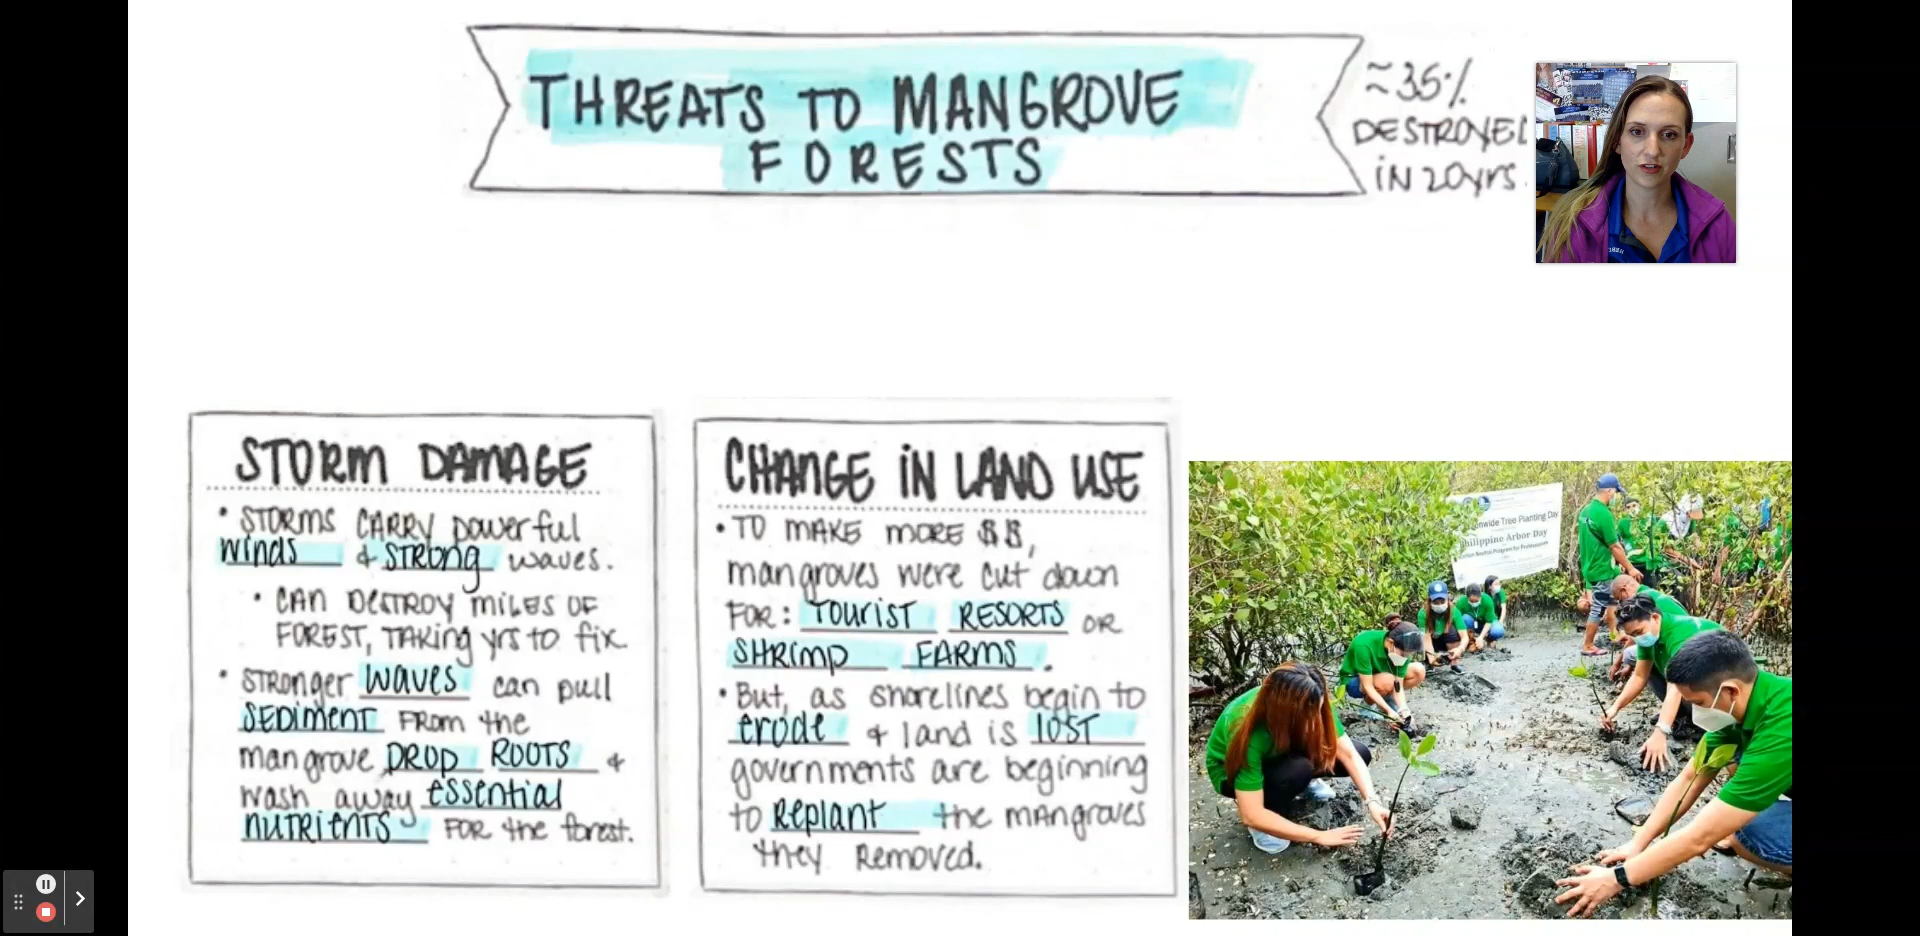 THREATS TO MANGROVE
FORESTS
≈35%
DESTROYED
iN 20yrs.
STORM DAMAGE
• STORMS CARRY powerful
winds & STRONG waves.
• CAN DESTROY MILES OF
FOREST, TAKING yrs to fix.
• STRonger waves can pull
SEDIMENT FROM the
mangrove DROP ROOTS &
wash away essential
NUTRIENTS FOR the forest.
CHANGE iN LAND USE
• TO MAKE MORE $$,
mangroves were cut down
FOR: TOURIST RESORTS OR
SHRIMP FARMS.
• But, as shorelines begin to
erode & land is LOST
governments are beginning
to Replant the mangroves
they Removed.
onwide Tree Planting Day
Philippine Arbor Day